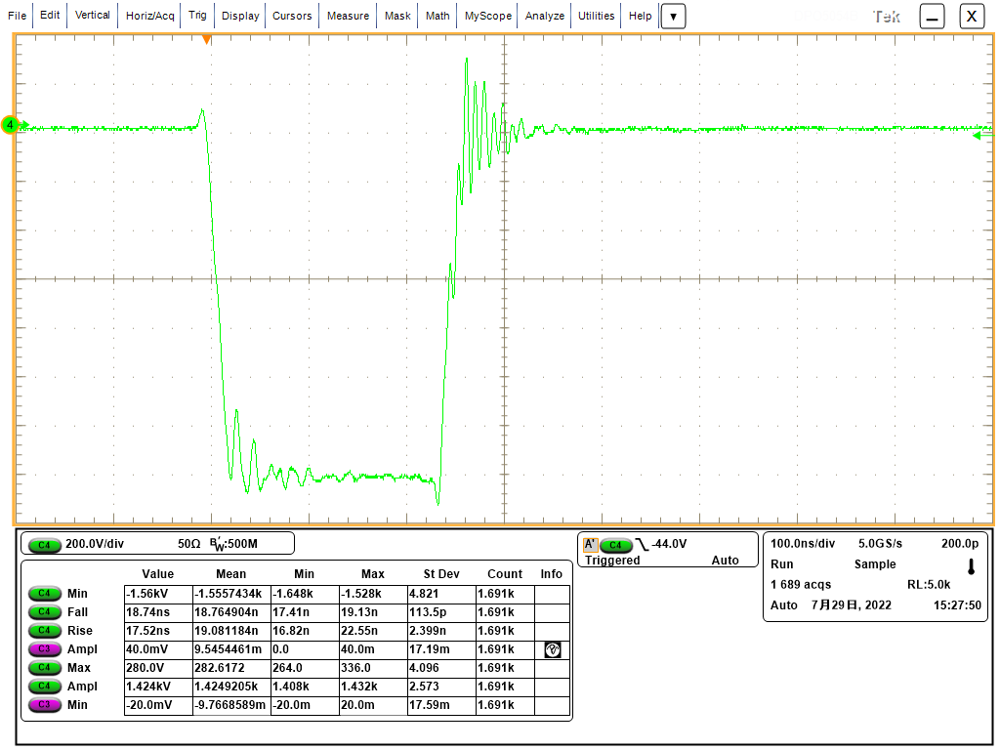 File Edit Vertical Horiz/Acq Trig Display Cursors Measure Mask Math MyScope Analyze Utilities Help ▼ Tek X
4
C4 200.0V/div 50Ω BW:500M
A' C4 -44.0V
Triggered Auto
100.0ns/div 5.0GS/s 200.0p
Run Sample
1 689 acqs RL:5.0k
Auto 7月29日, 2022 15:27:50
Value Mean Min Max St Dev Count Info
C4 Min -1.56kV -1.5557434k -1.648k -1.528k 4.821 1.691k
C4 Fall 18.74ns 18.764904n 17.41n 19.13n 113.5p 1.691k
C4 Rise 17.52ns 19.081184n 16.82n 22.55n 2.399n 1.691k
C3 Ampl 40.0mV 9.5454461m 0.0 40.0m 17.19m 1.691k
C4 Max 280.0V 282.6172 264.0 336.0 4.096 1.691k
C4 Ampl 1.424kV 1.4249205k 1.408k 1.432k 2.573 1.691k
C3 Min -20.0mV -9.7668589m -20.0m 20.0m 17.59m 1.691k